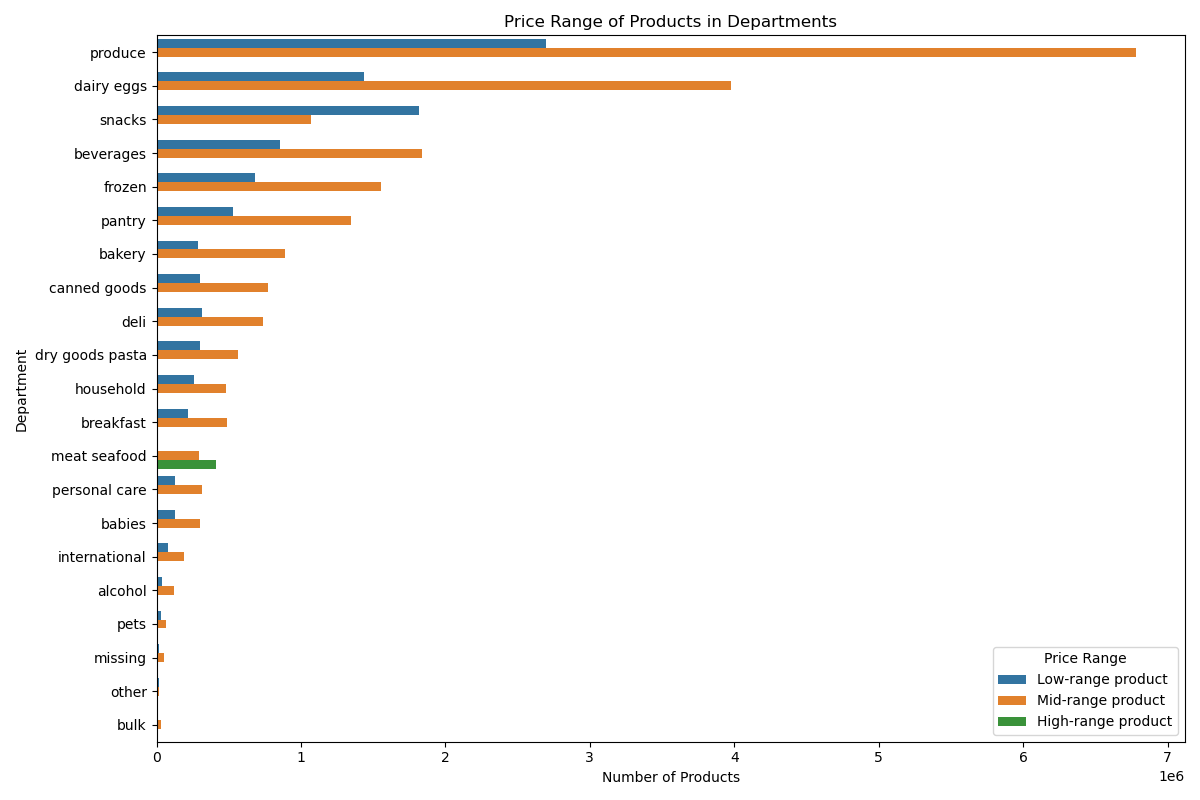 Price Range of Products in Departments
Department
produce
dairy eggs
snacks
beverages
frozen
pantry
bakery
canned goods
deli
dry goods pasta
household
breakfast
meat seafood
personal care
babies
international
alcohol
pets
missing
other
bulk
Price Range
Low-range product
Mid-range product
High-range product
0 1 2 3 4 5 6 7
1e6
Number of Products